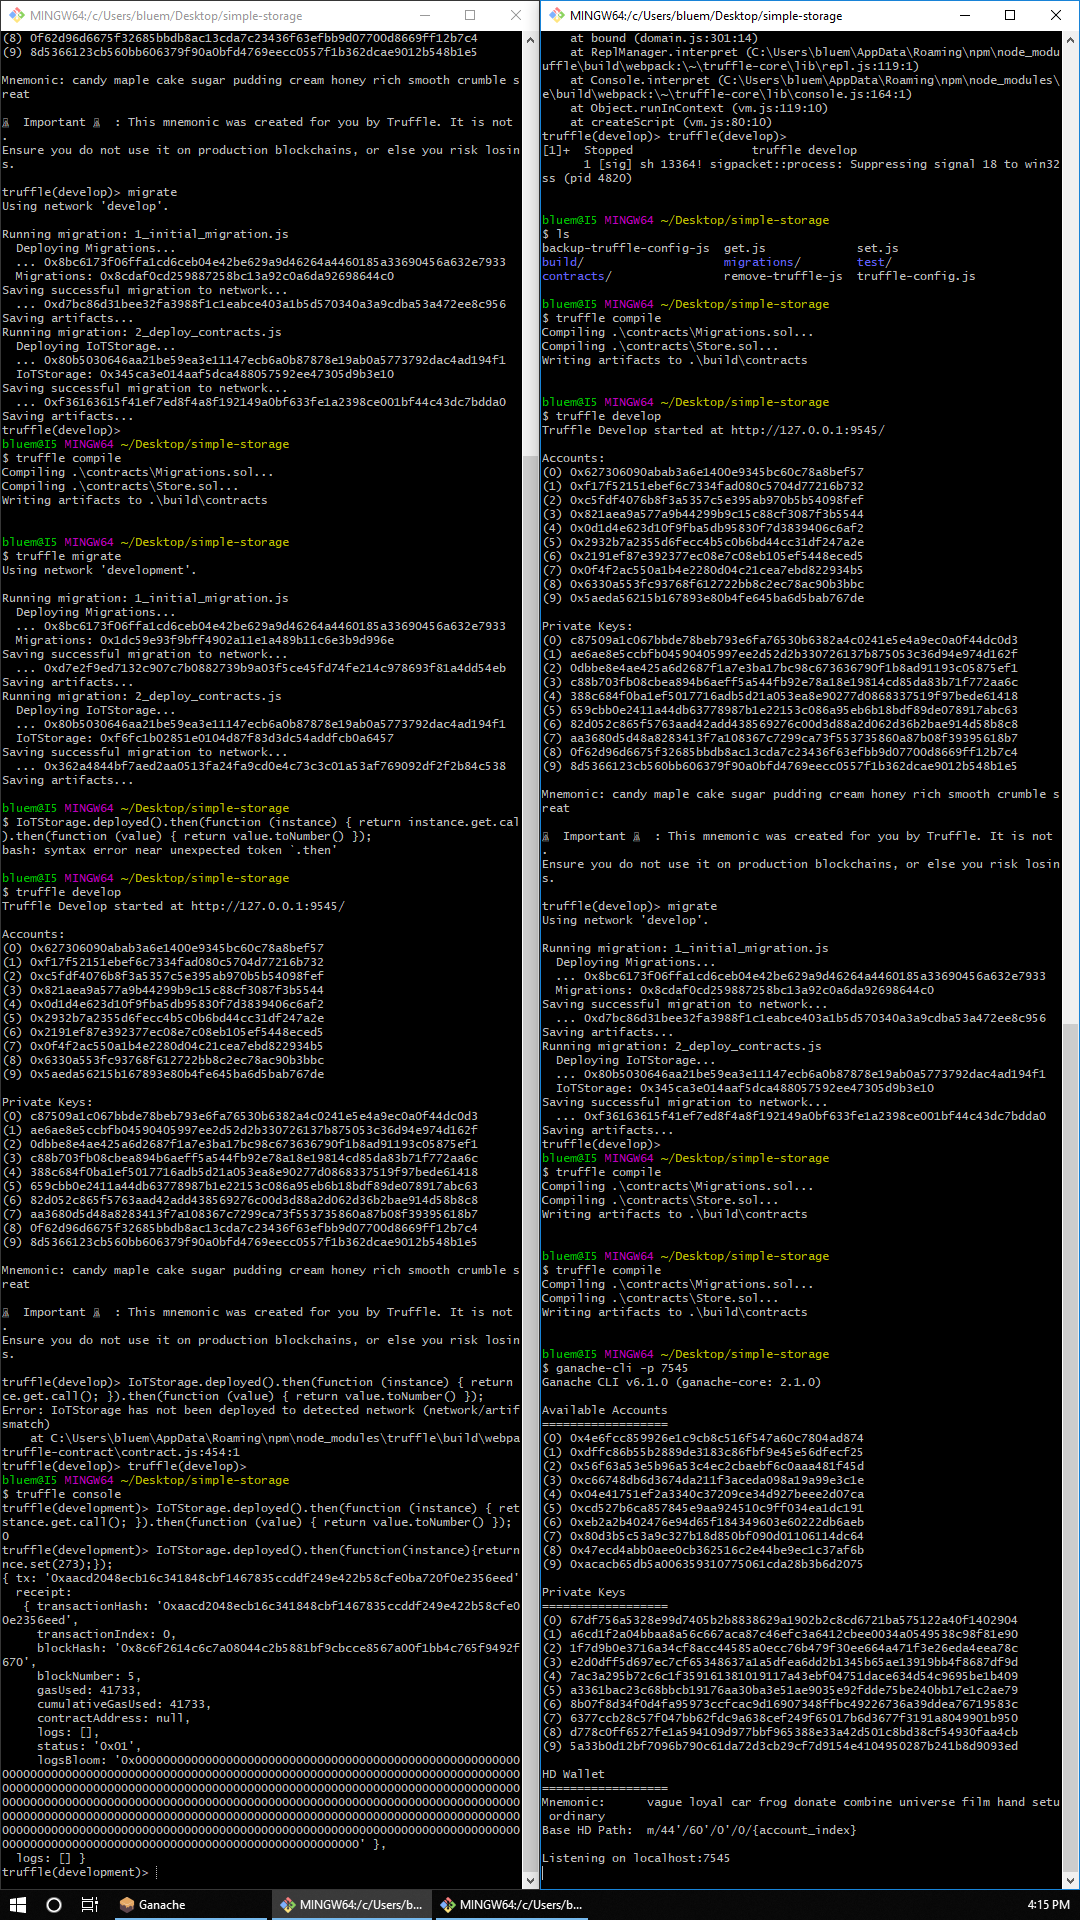 MINGW64:/c/Users/bluem/Desktop/simple-storage
(8) 0f62d96d6675f32685bbdb8ac13cda7c23436f63efbb9d07700d8669ff12b7c4
(9) 8d5366123cb560bb606379f90a0bfd4769eecc0557f1b362dcae9012b548b1e5
Mnemonic: candy maple cake sugar pudding cream honey rich smooth crumble s
reat
Important : This mnemonic was created for you by Truffle. It is not
.
Ensure you do not use it on production blockchains, or else you risk losin
s.
truffle(develop)> migrate
Using network 'develop'.
Running migration: 1_initial_migration.js
Deploying Migrations...
... 0x8bc6173f06ffa1cd6ceb04e42be629a9d46264a4460185a33690456a632e7933
Migrations: 0x8cdaf0cd259887258bc13a92c0a6da92698644c0
Saving successful migration to network...
... 0xd7bc86d31bee32fa3988f1c1eabce403a1b5d570340a3a9cdba53a472ee8c956
Saving artifacts...
Running migration: 2_deploy_contracts.js
Deploying IoTStorage...
... 0x80b5030646aa21be59ea3e11147ecb6a0b87878e19ab0a5773792dac4ad194f1
IoTStorage: 0x345ca3e014aaf5dca488057592ee47305d9b3e10
Saving successful migration to network...
... 0xf36163615f41ef7ed8f4a8f192149a0bf633fe1a2398ce001bf44c43dc7bdda0
Saving artifacts...
truffle(develop)>
bluem@I5 MINGW64 ~/Desktop/simple-storage
$ truffle compile
Compiling .\contracts\Migrations.sol...
Compiling .\contracts\Store.sol...
Writing artifacts to .\build\contracts
bluem@I5 MINGW64 ~/Desktop/simple-storage
$ truffle migrate
Using network 'development'.
Running migration: 1_initial_migration.js
Deploying Migrations...
... 0x8bc6173f06ffa1cd6ceb04e42be629a9d46264a4460185a33690456a632e7933
Migrations: 0x1dc59e93f9bff4902a11e1a489b11c6e3b9d996e
Saving successful migration to network...
... 0xd7e2f9ed7132c907c7b0882739b9a03f5ce45fd74fe214c978693f81a4dd54eb
Saving artifacts...
Running migration: 2_deploy_contracts.js
Deploying IoTStorage...
... 0x80b5030646aa21be59ea3e11147ecb6a0b87878e19ab0a5773792dac4ad194f1
IoTStorage: 0xf6fc1b02851e0104d87f83d3dc54addfcb0a6457
Saving successful migration to network...
... 0x362a4844bf7aed2aa0513fa24fa9cd0e4c73c3c01a53af769092df2f2b84c538
Saving artifacts...
bluem@I5 MINGW64 ~/Desktop/simple-storage
$ IoTStorage.deployed().then(function (instance) { return instance.get.cal
).then(function (value) { return value.toNumber() });
bash: syntax error near unexpected token `.then'
bluem@I5 MINGW64 ~/Desktop/simple-storage
$ truffle develop
Truffle Develop started at http://127.0.0.1:9545/
Accounts:
(0) 0x627306090abab3a6e1400e9345bc60c78a8bef57
(1) 0xf17f52151ebef6c7334fad080c5704d77216b732
(2) 0xc5fdf4076b8f3a5357c5e395ab970b5b54098fef
(3) 0x821aea9a577a9b44299b9c15c88cf3087f3b5544
(4) 0x0d1d4e623d10f9fba5db95830f7d3839406c6af2
(5) 0x2932b7a2355d6fecc4b5c0b6bd44cc31df247a2e
(6) 0x2191ef87e392377ec08e7c08eb105ef5448eced5
(7) 0x0f4f2ac550a1b4e2280d04c21cea7ebd822934b5
(8) 0x6330a553fc93768f612722bb8c2ec78ac90b3bbc
(9) 0x5aeda56215b167893e80b4fe645ba6d5bab767de
Private Keys:
(0) c87509a1c067bbde78beb793e6fa76530b6382a4c0241e5e4a9ec0a0f44dc0d3
(1) ae6ae8e5ccbfb04590405997ee2d52d2b330726137b875053c36d94e974d162f
(2) 0dbbe8e4ae425a6d2687f1a7e3ba17bc98c673636790f1b8ad91193c05875ef1
(3) c88b703fb08cbea894b6aeff5a544fb92e78a18e19814cd85da83b71f772aa6c
(4) 388c684f0ba1ef5017716adb5d21a053ea8e90277d0868337519f97bede61418
(5) 659cbb0e2411a44db63778987b1e22153c086a95eb6b18bdf89de078917abc63
(6) 82d052c865f5763aad42add438569276c00d3d88a2d062d36b2bae914d58b8c8
(7) aa3680d5d48a8283413f7a108367c7299ca73f553735860a87b08f39395618b7
(8) 0f62d96d6675f32685bbdb8ac13cda7c23436f63efbb9d07700d8669ff12b7c4
(9) 8d5366123cb560bb606379f90a0bfd4769eecc0557f1b362dcae9012b548b1e5
Mnemonic: candy maple cake sugar pudding cream honey rich smooth crumble s
reat
Important : This mnemonic was created for you by Truffle. It is not
.
Ensure you do not use it on production blockchains, or else you risk losin
s.
truffle(develop)> IoTStorage.deployed().then(function (instance) { return
ce.get.call(); }).then(function (value) { return value.toNumber() });
Error: IoTStorage has not been deployed to detected network (network/artif
smatch)
at C:\Users\bluem\AppData\Roaming\npm\node_modules\truffle\build\webpa
truffle-contract\contract.js:454:1
truffle(develop)> truffle(develop)>
bluem@I5 MINGW64 ~/Desktop/simple-storage
$ truffle console
truffle(development)> IoTStorage.deployed().then(function (instance) { ret
stance.get.call(); }).then(function (value) { return value.toNumber() });
0
truffle(development)> IoTStorage.deployed().then(function(instance){return
nce.set(273);});
{ tx: '0xaacd2048ecb16c341848cbf1467835ccddf249e422b58cfe0ba720f0e2356eed'
receipt:
{ transactionHash: '0xaacd2048ecb16c341848cbf1467835ccddf249e422b58cfe0
0e2356eed',
transactionIndex: 0,
blockHash: '0x8c6f2614c6c7a08044c2b5881bf9cbcce8567a00f1bb4c765f9492f
670',
blockNumber: 5,
gasUsed: 41733,
cumulativeGasUsed: 41733,
contractAddress: null,
logs: [],
status: '0x01',
logsBloom: '0x0000000000000000000000000000000000000000000000000000000
00000000000000000000000000000000000000000000000000000000000000000000000000
00000000000000000000000000000000000000000000000000000000000000000000000000
00000000000000000000000000000000000000000000000000000000000000000000000000
00000000000000000000000000000000000000000000000000000000000000000000000000
000000000000000000000000000000000000000000000000000' },
logs: [] }
truffle(development)>
MINGW64:/c/Users/bluem/Desktop/simple-storage
at bound (domain.js:301:14)
at ReplManager.interpret (C:\Users\bluem\AppData\Roaming\npm\node_modu
uffle\build\webpack:\~\truffle-core\lib\repl.js:119:1)
at Console.interpret (C:\Users\bluem\AppData\Roaming\npm\node_modules\
e\build\webpack:\~\truffle-core\lib\console.js:164:1)
at Object.runInContext (vm.js:119:10)
at createScript (vm.js:80:10)
truffle(develop)> truffle(develop)>
[1]+ Stopped truffle develop
1 [sig] sh 13364! sigpacket::process: Suppressing signal 18 to win32
ss (pid 4820)
bluem@I5 MINGW64 ~/Desktop/simple-storage
$ ls
backup-truffle-config-js get.js set.js
build/ migrations/ test/
contracts/ remove-truffle-js truffle-config.js
bluem@I5 MINGW64 ~/Desktop/simple-storage
$ truffle compile
Compiling .\contracts\Migrations.sol...
Compiling .\contracts\Store.sol...
Writing artifacts to .\build\contracts
bluem@I5 MINGW64 ~/Desktop/simple-storage
$ truffle develop
Truffle Develop started at http://127.0.0.1:9545/
Accounts:
(0) 0x627306090abab3a6e1400e9345bc60c78a8bef57
(1) 0xf17f52151ebef6c7334fad080c5704d77216b732
(2) 0xc5fdf4076b8f3a5357c5e395ab970b5b54098fef
(3) 0x821aea9a577a9b44299b9c15c88cf3087f3b5544
(4) 0x0d1d4e623d10f9fba5db95830f7d3839406c6af2
(5) 0x2932b7a2355d6fecc4b5c0b6bd44cc31df247a2e
(6) 0x2191ef87e392377ec08e7c08eb105ef5448eced5
(7) 0x0f4f2ac550a1b4e2280d04c21cea7ebd822934b5
(8) 0x6330a553fc93768f612722bb8c2ec78ac90b3bbc
(9) 0x5aeda56215b167893e80b4fe645ba6d5bab767de
Private Keys:
(0) c87509a1c067bbde78beb793e6fa76530b6382a4c0241e5e4a9ec0a0f44dc0d3
(1) ae6ae8e5ccbfb04590405997ee2d52d2b330726137b875053c36d94e974d162f
(2) 0dbbe8e4ae425a6d2687f1a7e3ba17bc98c673636790f1b8ad91193c05875ef1
(3) c88b703fb08cbea894b6aeff5a544fb92e78a18e19814cd85da83b71f772aa6c
(4) 388c684f0ba1ef5017716adb5d21a053ea8e90277d0868337519f97bede61418
(5) 659cbb0e2411a44db63778987b1e22153c086a95eb6b18bdf89de078917abc63
(6) 82d052c865f5763aad42add438569276c00d3d88a2d062d36b2bae914d58b8c8
(7) aa3680d5d48a8283413f7a108367c7299ca73f553735860a87b08f39395618b7
(8) 0f62d96d6675f32685bbdb8ac13cda7c23436f63efbb9d07700d8669ff12b7c4
(9) 8d5366123cb560bb606379f90a0bfd4769eecc0557f1b362dcae9012b548b1e5
Mnemonic: candy maple cake sugar pudding cream honey rich smooth crumble s
reat
Important : This mnemonic was created for you by Truffle. It is not
.
Ensure you do not use it on production blockchains, or else you risk losin
s.
truffle(develop)> migrate
Using network 'develop'.
Running migration: 1_initial_migration.js
Deploying Migrations...
... 0x8bc6173f06ffa1cd6ceb04e42be629a9d46264a4460185a33690456a632e7933
Migrations: 0x8cdaf0cd259887258bc13a92c0a6da92698644c0
Saving successful migration to network...
... 0xd7bc86d31bee32fa3988f1c1eabce403a1b5d570340a3a9cdba53a472ee8c956
Saving artifacts...
Running migration: 2_deploy_contracts.js
Deploying IoTStorage...
... 0x80b5030646aa21be59ea3e11147ecb6a0b87878e19ab0a5773792dac4ad194f1
IoTStorage: 0x345ca3e014aaf5dca488057592ee47305d9b3e10
Saving successful migration to network...
... 0xf36163615f41ef7ed8f4a8f192149a0bf633fe1a2398ce001bf44c43dc7bdda0
Saving artifacts...
truffle(develop)>
bluem@I5 MINGW64 ~/Desktop/simple-storage
$ truffle compile
Compiling .\contracts\Migrations.sol...
Compiling .\contracts\Store.sol...
Writing artifacts to .\build\contracts
bluem@I5 MINGW64 ~/Desktop/simple-storage
$ truffle compile
Compiling .\contracts\Migrations.sol...
Compiling .\contracts\Store.sol...
Writing artifacts to .\build\contracts
bluem@I5 MINGW64 ~/Desktop/simple-storage
$ ganache-cli -p 7545
Ganache CLI v6.1.0 (ganache-core: 2.1.0)
Available Accounts
==================
(0) 0x4e6fcc859926e1c9cb8c516f547a60c7804ad874
(1) 0xdffc86b55b2889de3183c86fbf9e45e56dfecf25
(2) 0x56f63a53e5b96a53c4ec2cbaebf6c0aaa481f45d
(3) 0xc66748db6d3674da211f3aceda098a19a99e3c1e
(4) 0x04e41751ef2a3340c37209ce34d927beee2d07ca
(5) 0xcd527b6ca857845e9aa924510c9ff034ea1dc191
(6) 0xeb2a2b402476e94d65f184349603e60222db6aeb
(7) 0x80d3b5c53a9c327b18d850bf090d01106114dc64
(8) 0x47ecd4abb0aee0cb362516c2e44be9ec1c37af6b
(9) 0xacacb65db5a006359310775061cda28b3b6d2075
Private Keys
==================
(0) 67df756a5328e99d7405b2b8838629a1902b2c8cd6721ba575122a40f1402904
(1) a6cd1f2a04bbaa8a56c667aca87c46efc3a6412cbee0034a0549538c98f81e90
(2) 1f7d9b0e3716a34cf8acc44585a0ecc76b479f30ee664a471f3e26eda4eea78c
(3) e2d0dff5d697ec7cf65348637a1a5dfea6dd2b1345b65ae13919bb4f8687df9d
(4) 7ac3a295b72c6c1f359161381019117a43ebf04751dace634d54c9695be1b409
(5) a3361bac23c68bbcb19176aa30ba3e51ae9035e92fdde75be240bb17e1c2ae79
(6) 8b07f8d34f0d4fa95973ccfcac9d16907348ffbc49226736a39ddea76719583c
(7) 6377ccb28c57f047bb62fdc9a638cef249f65017b6d3677f3191a8049901b950
(8) d778c0ff6527fe1a594109d977bbf965388e33a42d501c8bd38cf54930faa4cb
(9) 5a33b0d12bf7096b790c61da72d3cb29cf7d9154e4104950287b241b8d9093ed
HD Wallet
==================
Mnemonic: vague loyal car frog donate combine universe film hand setu
ordinary
Base HD Path: m/44'/60'/0'/0/{account_index}
Listening on localhost:7545
Ganache
MINGW64:/c/Users/b...
MINGW64:/c/Users/b...
4:15 PM